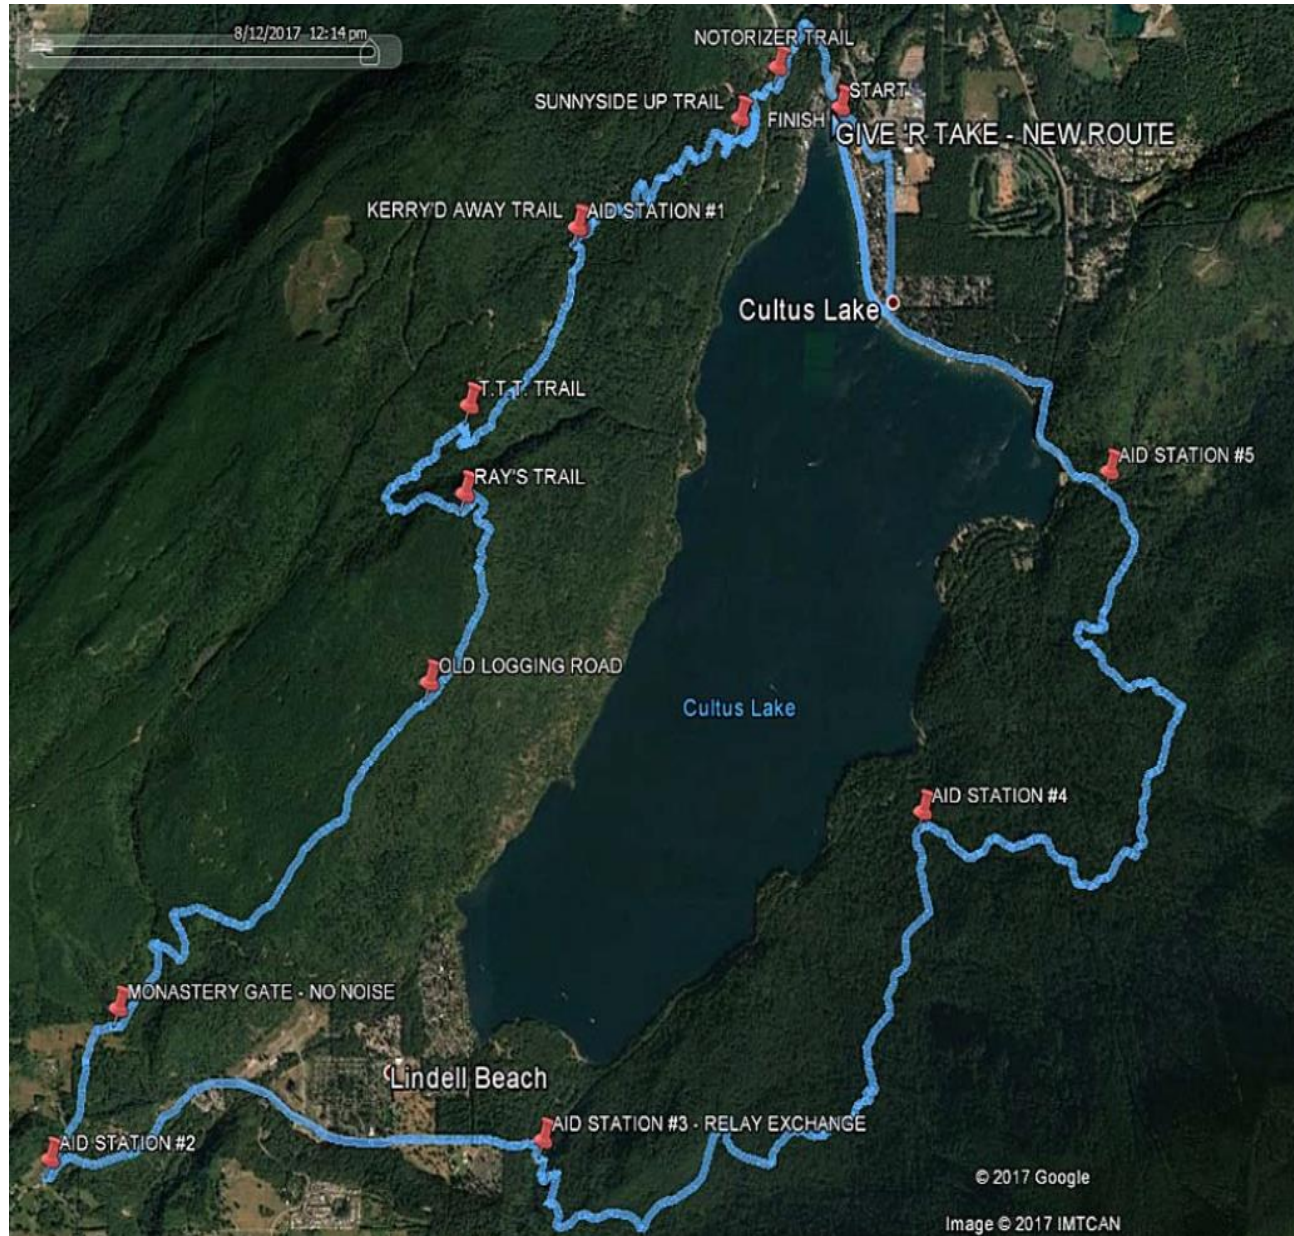 8/12/2017 12:14 pm
NOTORIZER TRAIL
START
SUNNYSIDE UP TRAIL
FINISH
GIVE 'R TAKE - NEW ROUTE
KERRY'D AWAY TRAIL
AID STATION #1
Cultus Lake
T.T.T. TRAIL
AID STATION #5
RAY'S TRAIL
OLD LOGGING ROAD
Cultus Lake
AID STATION #4
MONASTERY GATE - NO NOISE
Lindell Beach
AID STATION #3 - RELAY EXCHANGE
AID STATION #2
© 2017 Google
Image © 2017 IMTCAN